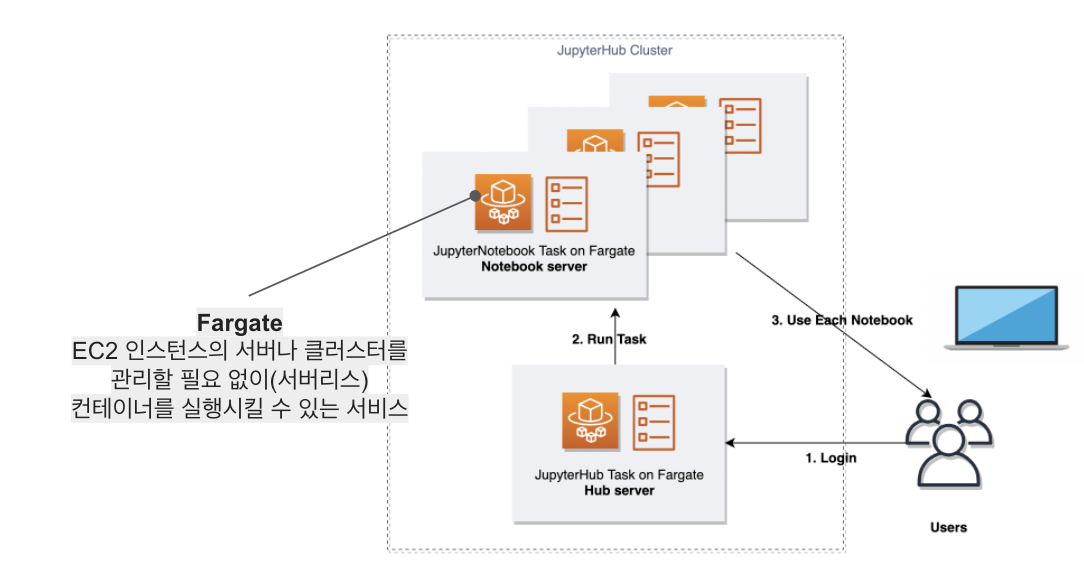 JupyterHub Cluster
JupyterNotebook Task on Fargate
Notebook server
Fargate
EC2 인스턴스의 서버나 클러스터를
관리할 필요 없이(서버리스)
컨테이너를 실행시킬 수 있는 서비스
2. Run Task
3. Use Each Notebook
JupyterHub Task on Fargate
Hub server
1. Login
Users